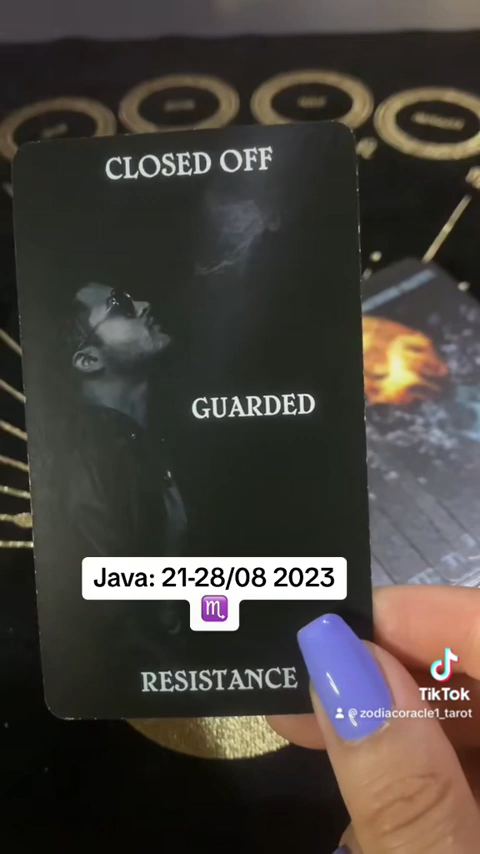 CLOSED OFF
GUARDED
Java: 21-28/08 2023
♏
RESISTANCE
TikTok
@zodiacoracle1_tarot